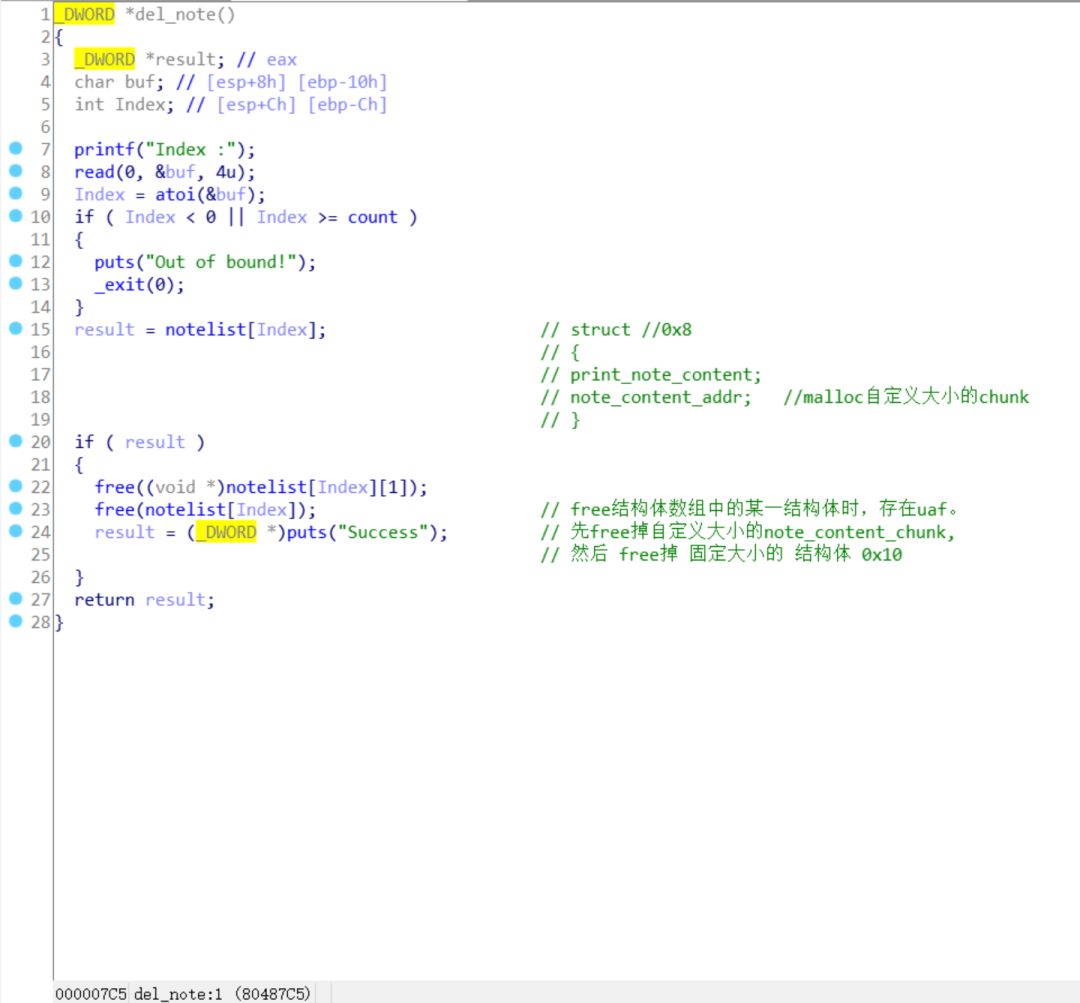 1 _DWORD *del_note()
2 {
3 _DWORD *result; // eax
4 char buf; // [esp+8h] [ebp-10h]
5 int Index; // [esp+Ch] [ebp-Ch]
6
7 printf("Index :");
8 read(0, &buf, 4u);
9 Index = atoi(&buf);
10 if ( Index < 0 || Index >= count )
11 {
12 puts("Out of bound!");
13 _exit(0);
14 }
15 result = notelist[Index]; // struct //0x8
16 // {
17 // print_note_content;
18 // note_content_addr; //malloc自定义大小的chunk
19 // }
20 if ( result )
21 {
22 free((void *)notelist[Index][1]);
23 free(notelist[Index]); // free结构体数组中的某一结构体时，存在uaf。
24 result = (_DWORD *)puts("Success"); // 先free掉自定义大小的note_content_chunk,
25 // 然后 free掉 固定大小的 结构体 0x10
26 }
27 return result;
28 }
000007C5 del_note:1 (80487C5)